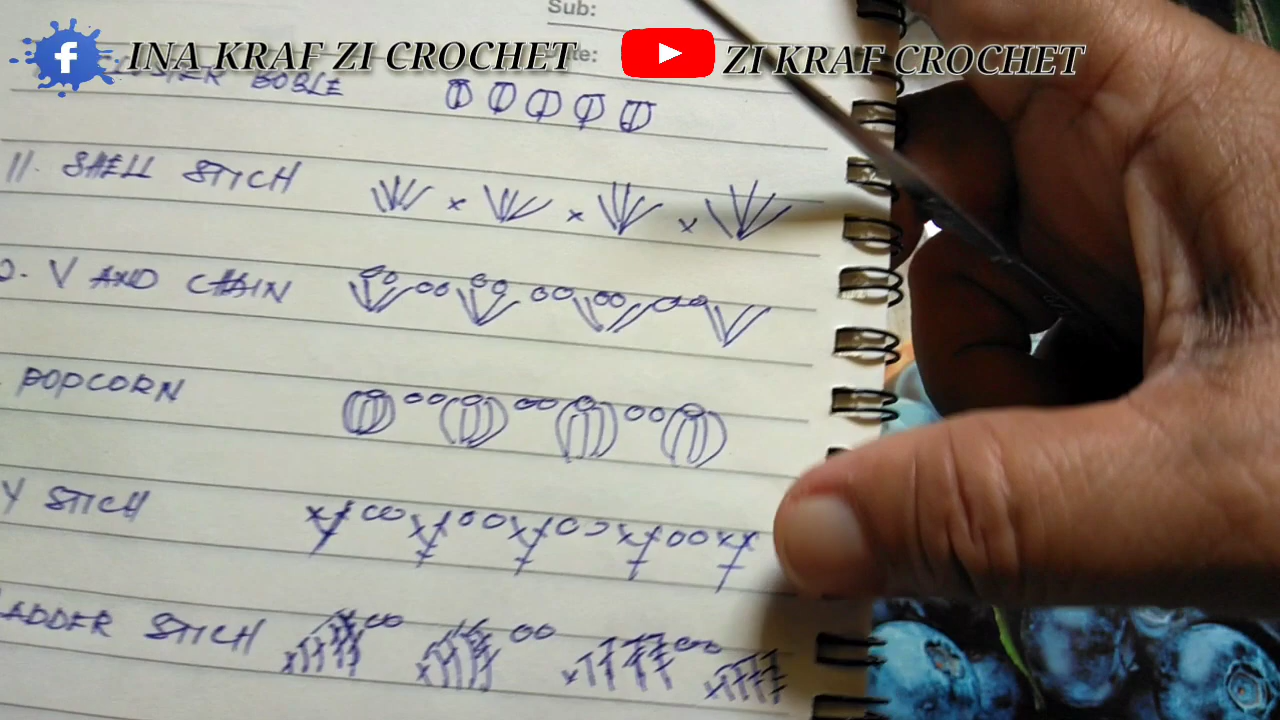 Sub:
INA KRAF ZI CROCHET
ZI KRAF CROCHET
BOBLE
11. SHELL STICH
. V AND CHAIN
POPCORN
Y STICH
ADDER STICH